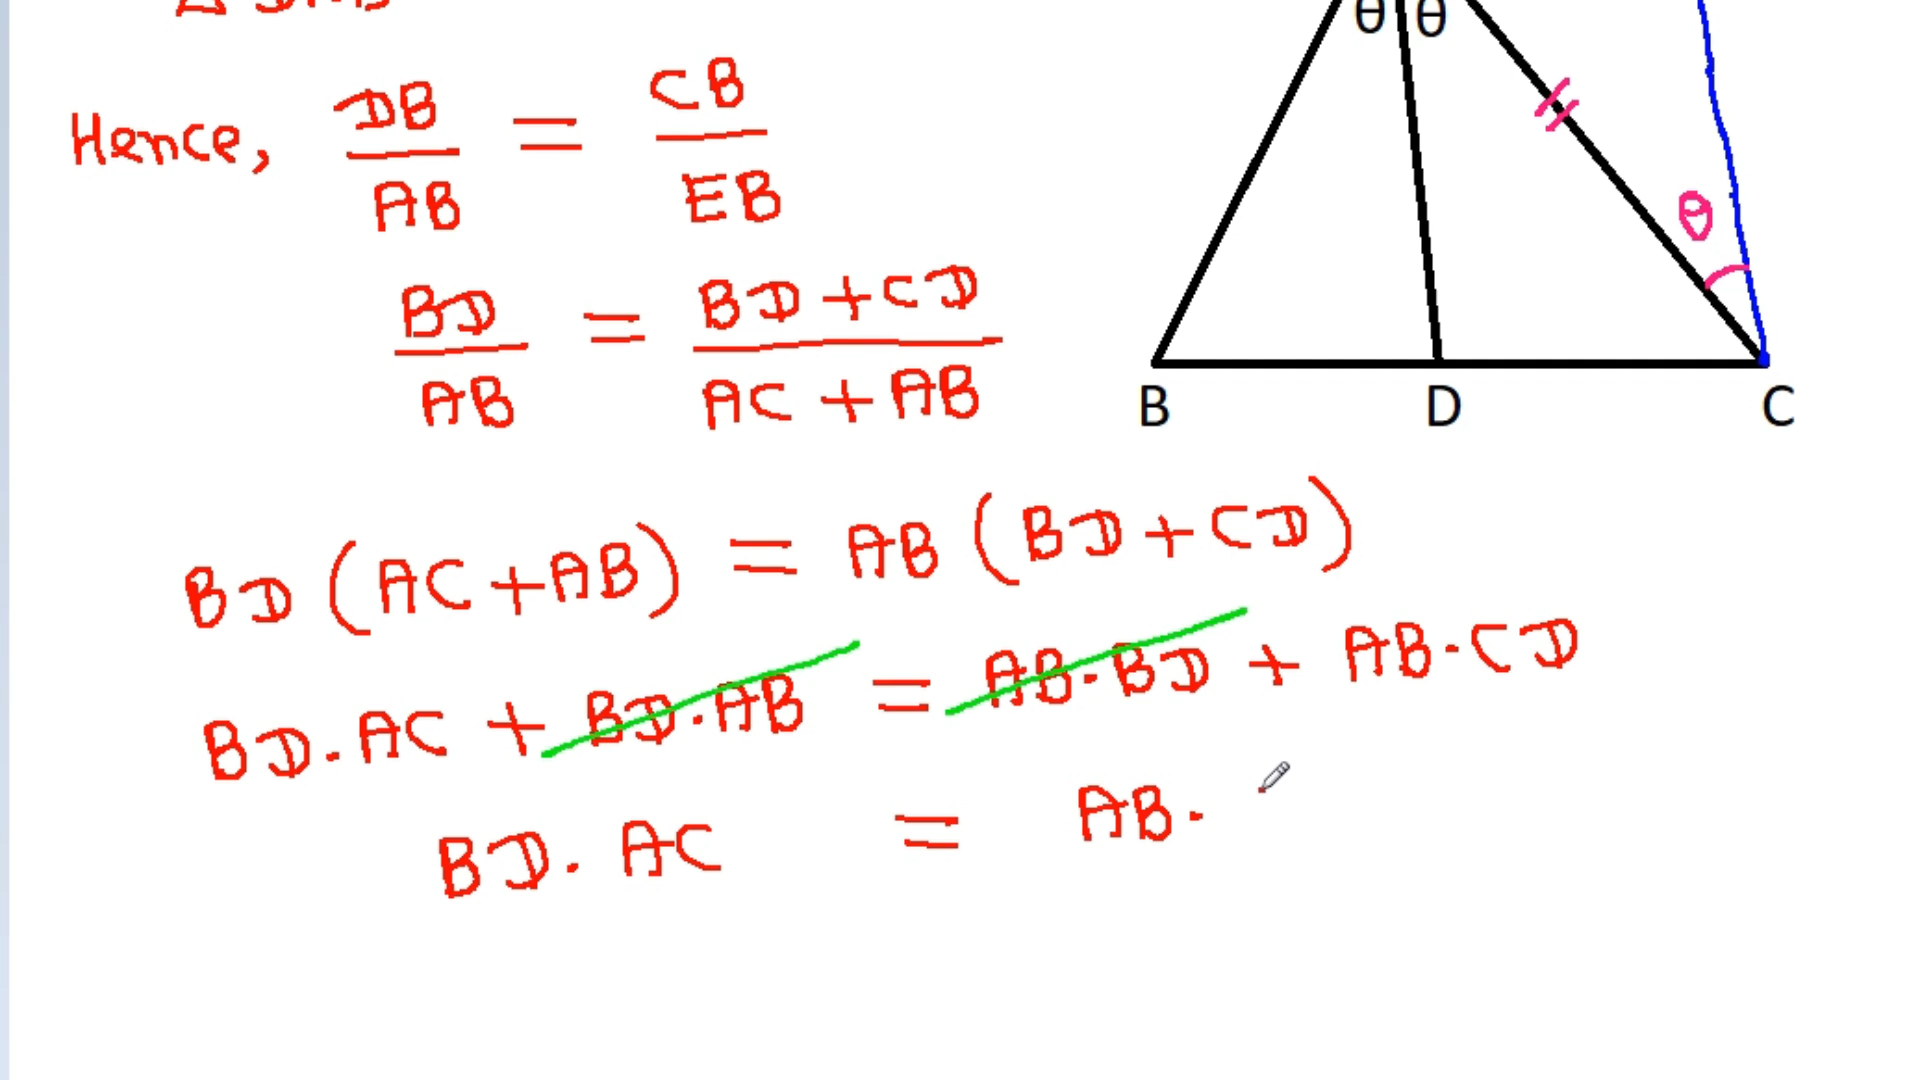 Hence, DB/AB = CB/EB
BD/AB = BD + CD/AC + AB
BD (AC + AB) = AB (BD + CD)
BD. AC + BD. AB = AB. BD + AB. CD
BD. AC = AB.
θ θ
θ
B D C